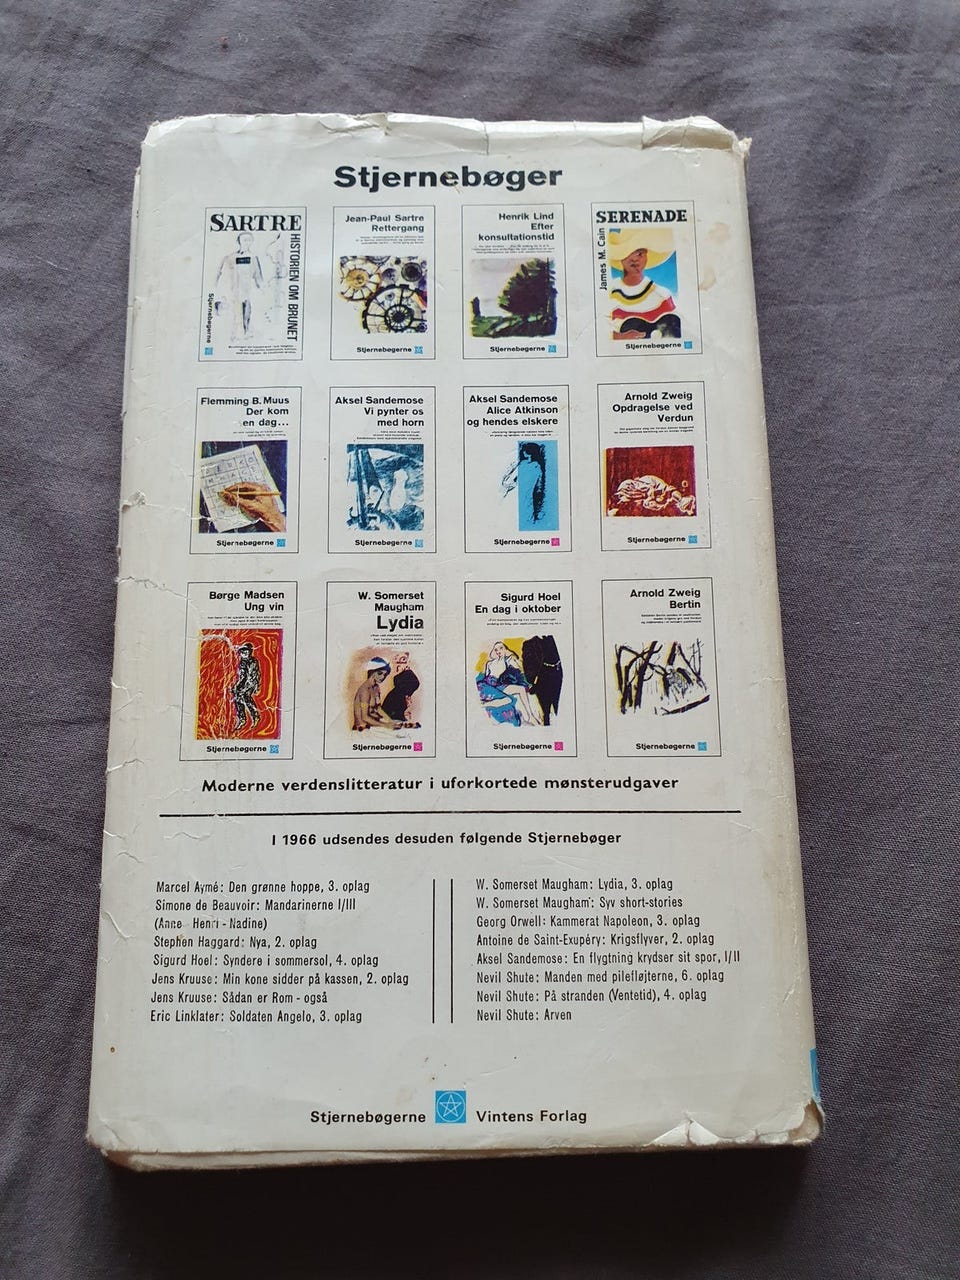 Stjernebøger
SARTRE
HISTORIEN OM BRUNET
Stjernebøgerne
Jean-Paul Sartre
Rettergang
Stjernebøgerne
Henrik Lind
Efter
konsultationstid
Stjernebøgerne
SERENADE
James M. Cain
Stjernebøgerne
Flemming B. Muus
Der kom
en dag...
Stjernebøgerne
Aksel Sandemose
Vi pynter os
med horn
Stjernebøgerne
Aksel Sandemose
Alice Atkinson
og hendes elskere
Stjernebøgerne
Arnold Zweig
Opdragelse ved
Verdun
Stjernebøgerne
Børge Madsen
Ung vin
Stjernebøgerne
W. Somerset
Maugham
Lydia
Stjernebøgerne
Sigurd Hoel
En dag i oktober
Stjernebøgerne
Arnold Zweig
Bertin
Stjernebøgerne
Moderne verdenslitteratur i uforkortede mønsterudgaver
I 1966 udsendes desuden følgende Stjernebøger
Marcel Aymé: Den grønne hoppe, 3. oplag
Simone de Beauvoir: Mandarinerne I/III
(Anne - Henri - Nadine)
Stephen Haggard: Nya, 2. oplag
Sigurd Hoel: Syndere i sommersol, 4. oplag
Jens Kruuse: Min kone sidder på kassen, 2. oplag
Jens Kruuse: Sådan er Rom - også
Eric Linklater: Soldaten Angelo, 3. oplag
W. Somerset Maugham: Lydia, 3. oplag
W. Somerset Maugham: Syv short-stories
Georg Orwell: Kammerat Napoleon, 3. oplag
Antoine de Saint-Exupéry: Krigsflyver, 2. oplag
Aksel Sandemose: En flygtning krydser sit spor, I/II
Nevil Shute: Manden med pilefløjterne, 6. oplag
Nevil Shute: På stranden (Ventetid), 4. oplag
Nevil Shute: Arven
Stjernebøgerne Vintens Forlag